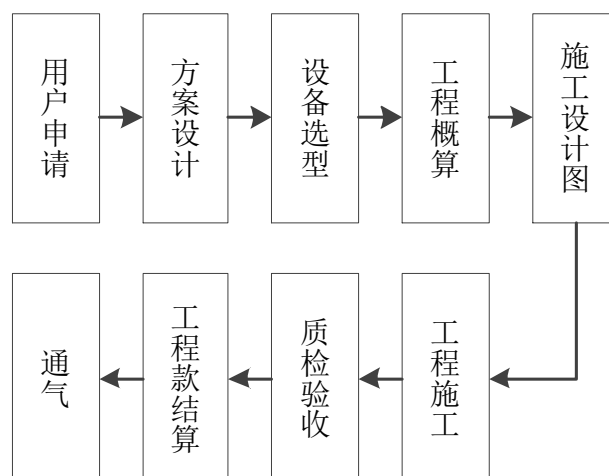 用户申请
方案设计
设备选型
工程概算
施工设计图
工程施工
质检验收
工程款结算
通气